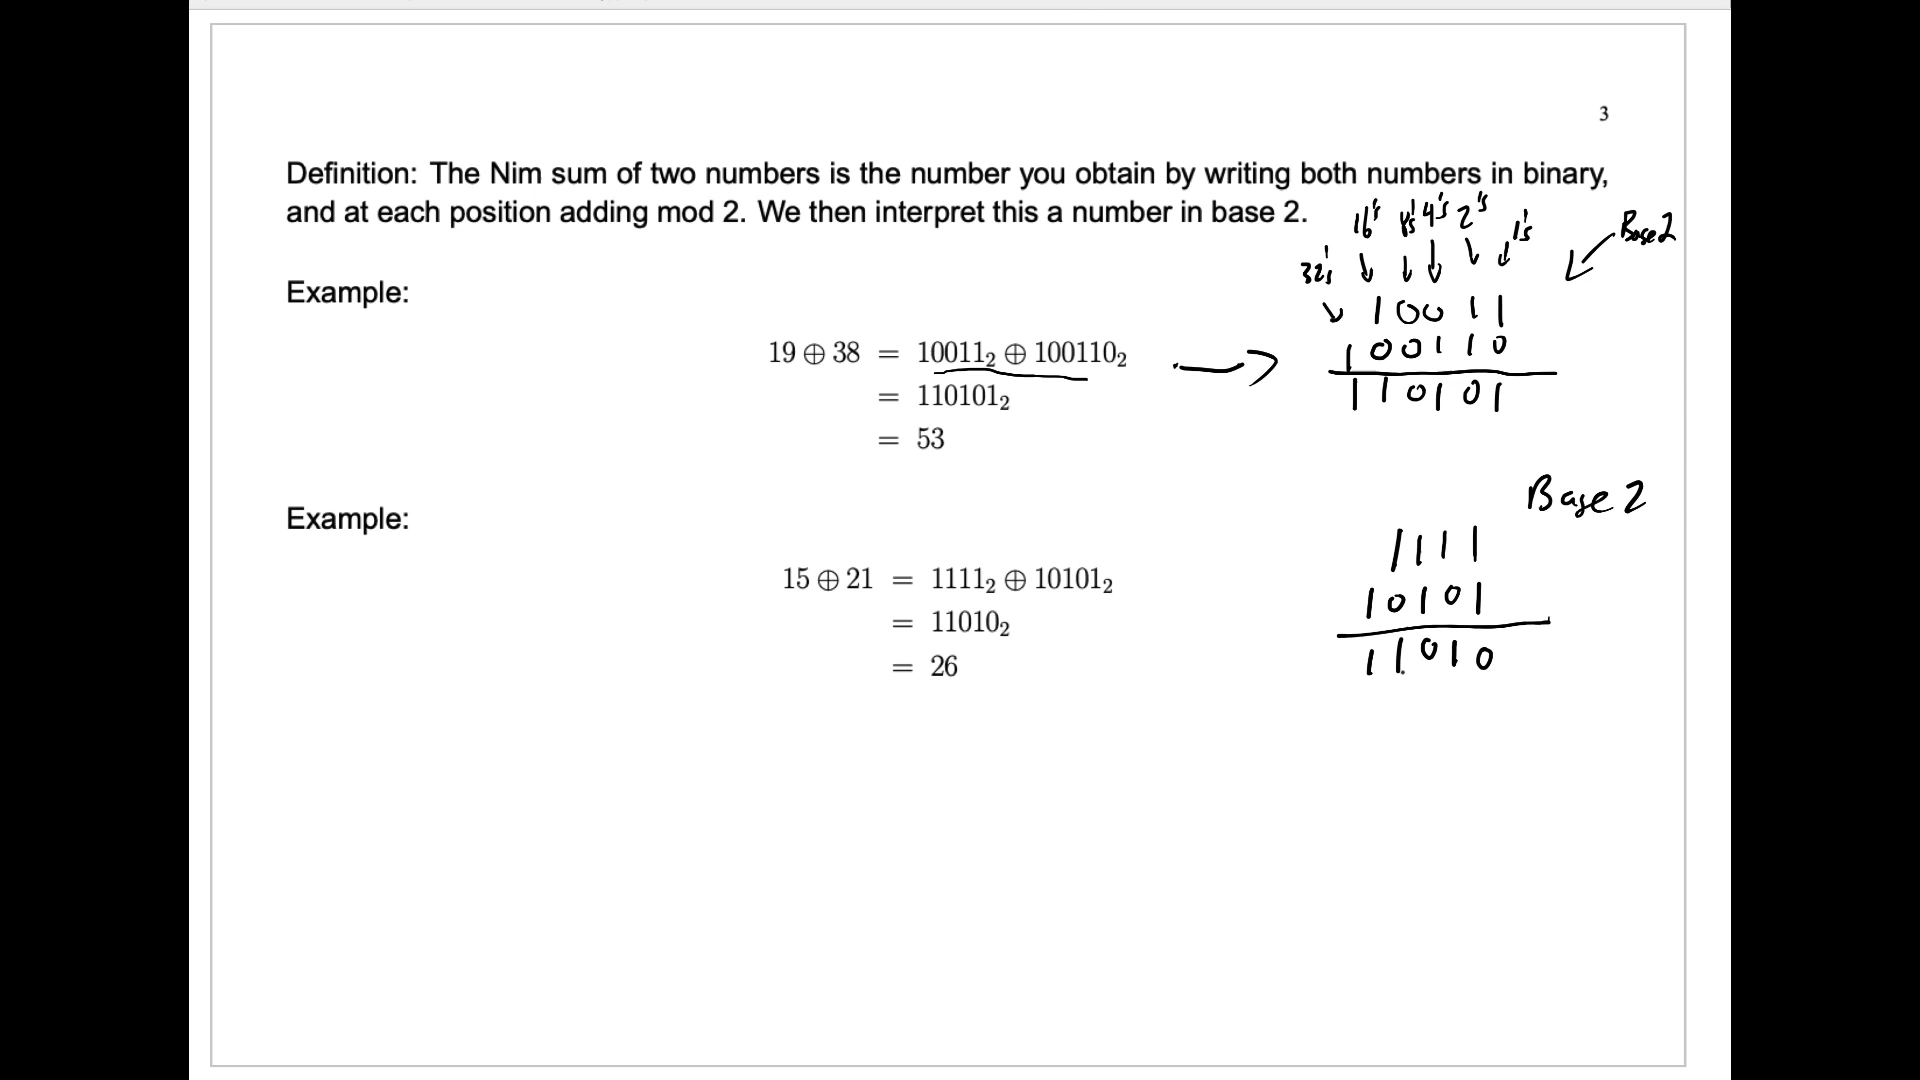 3
Definition: The Nim sum of two numbers is the number you obtain by writing both numbers in binary,
and at each position adding mod 2. We then interpret this a number in base 2.
16's 8's 4's 2's 1's
Base 2
32's
Example:
10011
19 ⊕ 38 = 10011₂ ⊕ 100110₂
100110
= 110101₂
110101
= 53
Base 2
Example:
1111
15 ⊕ 21 = 1111₂ ⊕ 10101₂
10101
= 11010₂
11010
= 26